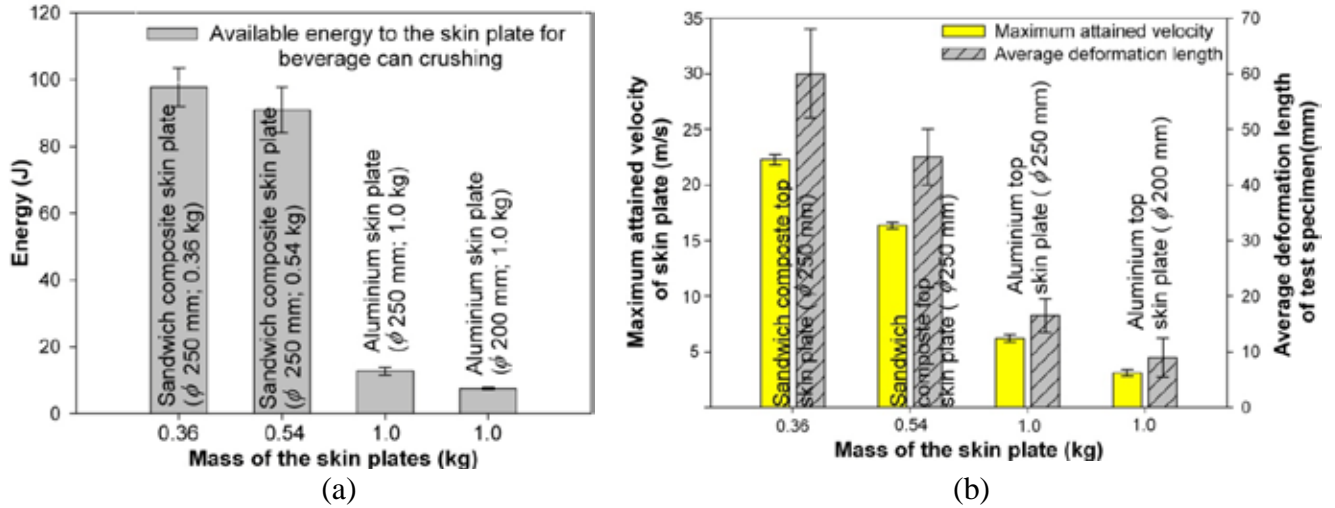 120
100
80
60
40
20
0
Energy (J)
Available energy to the skin plate for
beverage can crushing
Sandwich composite skin plate
(ϕ 250 mm; 0.36 kg)
Sandwich composite skin plate
(ϕ 250 mm; 0.54 kg)
Aluminium skin plate
(ϕ 250 mm; 1.0 kg)
Aluminium skin plate
(ϕ 200 mm; 1.0 kg)
0.36 0.54 1.0 1.0
Mass of the skin plates (kg)
(a)
35
30
25
20
15
10
5
Maximum attained velocity
of skin plate (m/s)
Maximum attained velocity
Average deformation length
Sandwich composte top
skin plate ( ϕ 250 mm)
Sandwich
composte top
skin plate ( ϕ250 mm)
Aluminium top
skin plate ( ϕ 250 mm)
Aluminium top
skin plate ( ϕ 200 mm)
70
60
50
40
30
20
10
0
Average deformation length
of test specimen(mm)
0.36 0.54 1.0 1.0
Mass of the skin plate (kg)
(b)